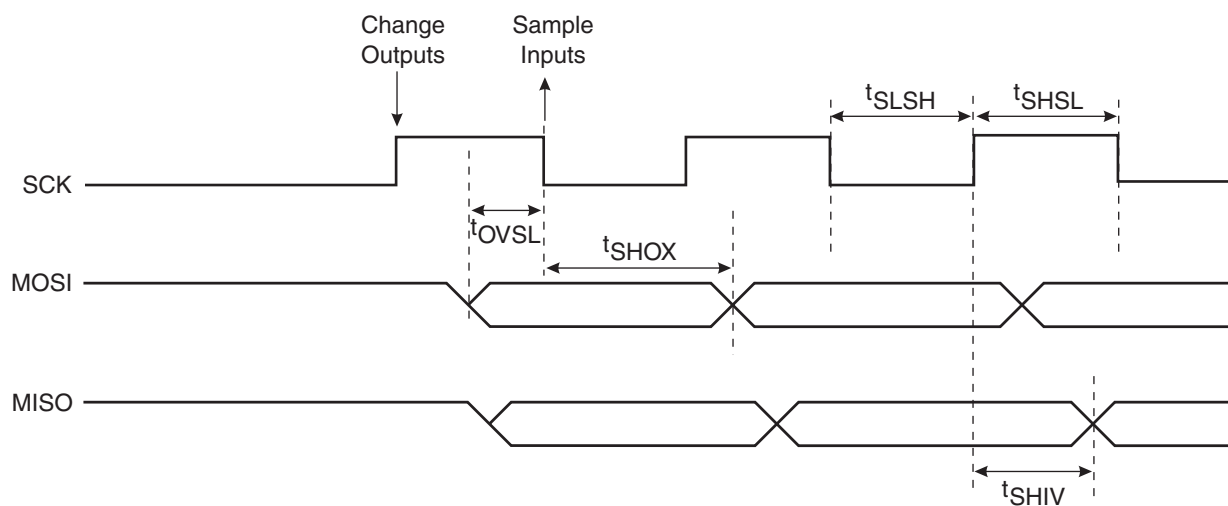 Change
Outputs
Sample
Inputs
tSLSH
tSHSL
SCK
tOVSL
tSHOX
MOSI
MISO
tSHIV